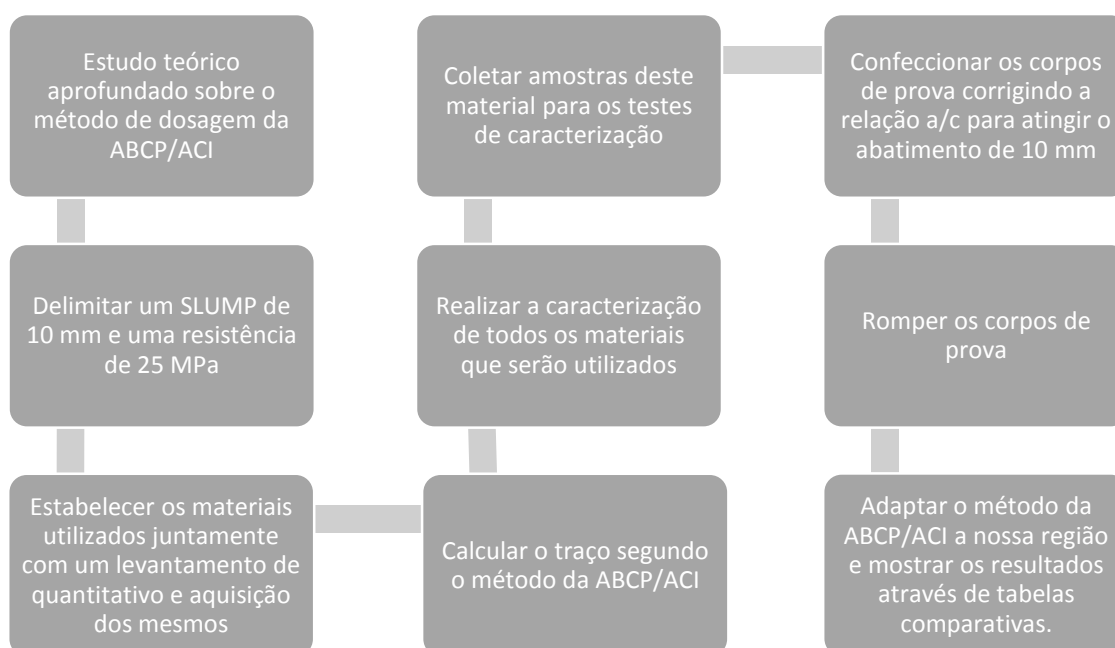 Estudo teórico
aprofundado sobre o
método de dosagem da
ABCP/ACI
Delimitar um SLUMP de
10 mm e uma resistência
de 25 MPa
Estabelecer os materiais
utilizados juntamente
com um levantamento de
quantitativo e aquisição
dos mesmos
Calcular o traço segundo
o método da ABCP/ACI
Realizar a caracterização
de todos os materiais
que serão utilizados
Coletar amostras deste
material para os testes
de caracterização
Confeccionar os corpos
de prova corrigindo a
relação a/c para atingir o
abatimento de 10 mm
Romper os corpos de
prova
Adaptar o método da
ABCP/ACI a nossa região
e mostrar os resultados
através de tabelas
comparativas.